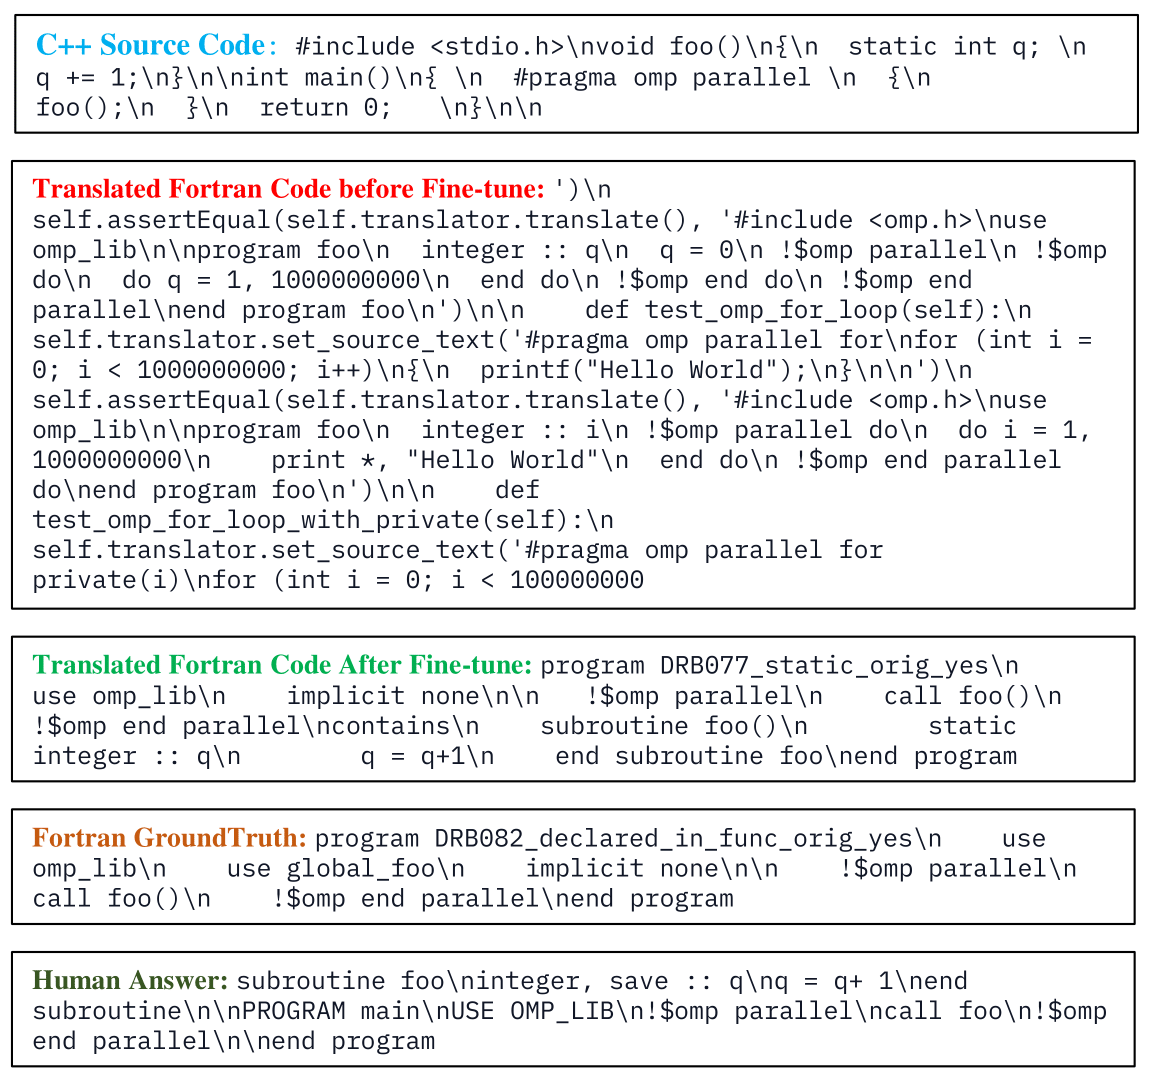 C++ Source Code: #include <stdio.h>\nvoid foo()\n{\n  static int q; \n
q += 1;\n}\n\nint main()\n{ \n  #pragma omp parallel \n  {\n
foo();\n  }\n  return 0;   \n}\n\n
Translated Fortran Code before Fine-tune: ')\n
self.assertEqual(self.translator.translate(), '#include <omp.h>\nuse
omp_lib\n\nprogram foo\n  integer :: q\n  q = 0\n !$omp parallel\n !$omp
do\n  do q = 1, 1000000000\n  end do\n !$omp end do\n !$omp end
parallel\nend program foo\n')\n\n    def test_omp_for_loop(self):\n
self.translator.set_source_text('#pragma omp parallel for\nfor (int i =
0; i < 1000000000; i++)\n{\n  printf("Hello World");\n}\n\n')\n
self.assertEqual(self.translator.translate(), '#include <omp.h>\nuse
omp_lib\n\nprogram foo\n  integer :: i\n !$omp parallel do\n  do i = 1,
1000000000\n    print *, "Hello World"\n  end do\n !$omp end parallel
do\nend program foo\n')\n\n    def
test_omp_for_loop_with_private(self):\n
self.translator.set_source_text('#pragma omp parallel for
private(i)\nfor (int i = 0; i < 100000000
Translated Fortran Code After Fine-tune: program DRB077_static_orig_yes\n
use omp_lib\n    implicit none\n\n   !$omp parallel\n    call foo()\n
!$omp end parallel\ncontains\n    subroutine foo()\n        static
integer :: q\n        q = q+1\n    end subroutine foo\nend program
Fortran GroundTruth: program DRB082_declared_in_func_orig_yes\n    use
omp_lib\n    use global_foo\n    implicit none\n\n    !$omp parallel\n
call foo()\n    !$omp end parallel\nend program
Human Answer: subroutine foo\ninteger, save :: q\nq = q+ 1\nend
subroutine\n\nPROGRAM main\nUSE OMP_LIB\n!$omp parallel\ncall foo\n!$omp
end parallel\n\nend program